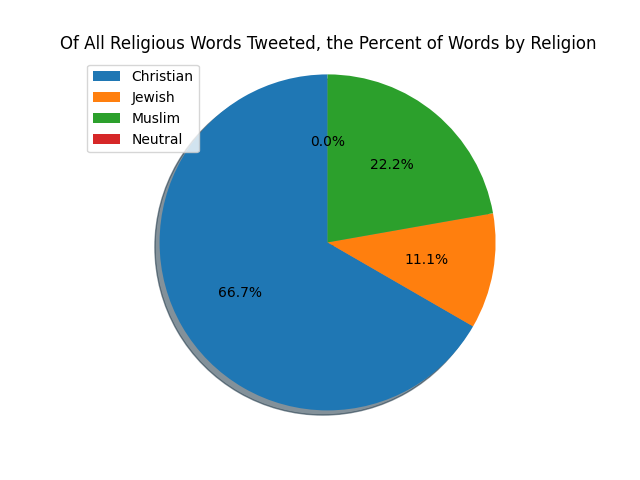 Of All Religious Words Tweeted, the Percent of Words by Religion
Christian
Jewish
Muslim
Neutral
0.0%
22.2%
11.1%
66.7%